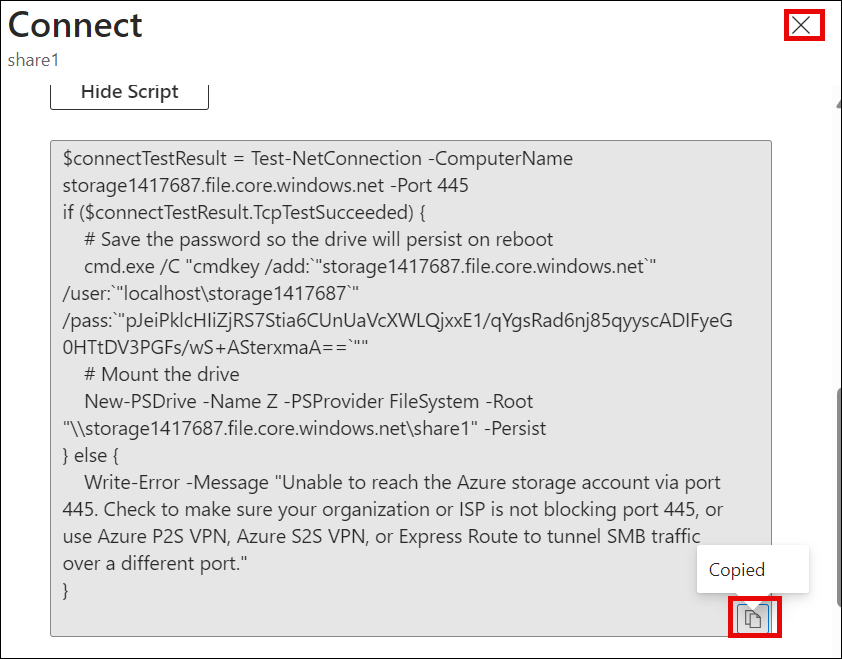 Connect
share1
Hide Script
$connectTestResult = Test-NetConnection -ComputerName
storage1417687.file.core.windows.net -Port 445
if ($connectTestResult.TcpTestSucceeded) {
# Save the password so the drive will persist on reboot
cmd.exe /C "cmdkey /add:`"storage1417687.file.core.windows.net`"
/user:`"localhost\storage1417687`"
/pass:`"pJeiPklcHIiZjRS7Stia6CUnUaVcXWLQjxxE1/qYgsRad6nj85qyyscADIFyeG
0HTtDV3PGFs/wS+ASterxmaA==`""
# Mount the drive
New-PSDrive -Name Z -PSProvider FileSystem -Root
"\\storage1417687.file.core.windows.net\share1" -Persist
} else {
Write-Error -Message "Unable to reach the Azure storage account via port
445. Check to make sure your organization or ISP is not blocking port 445, or
use Azure P2S VPN, Azure S2S VPN, or Express Route to tunnel SMB traffic
over a different port."
}
Copied